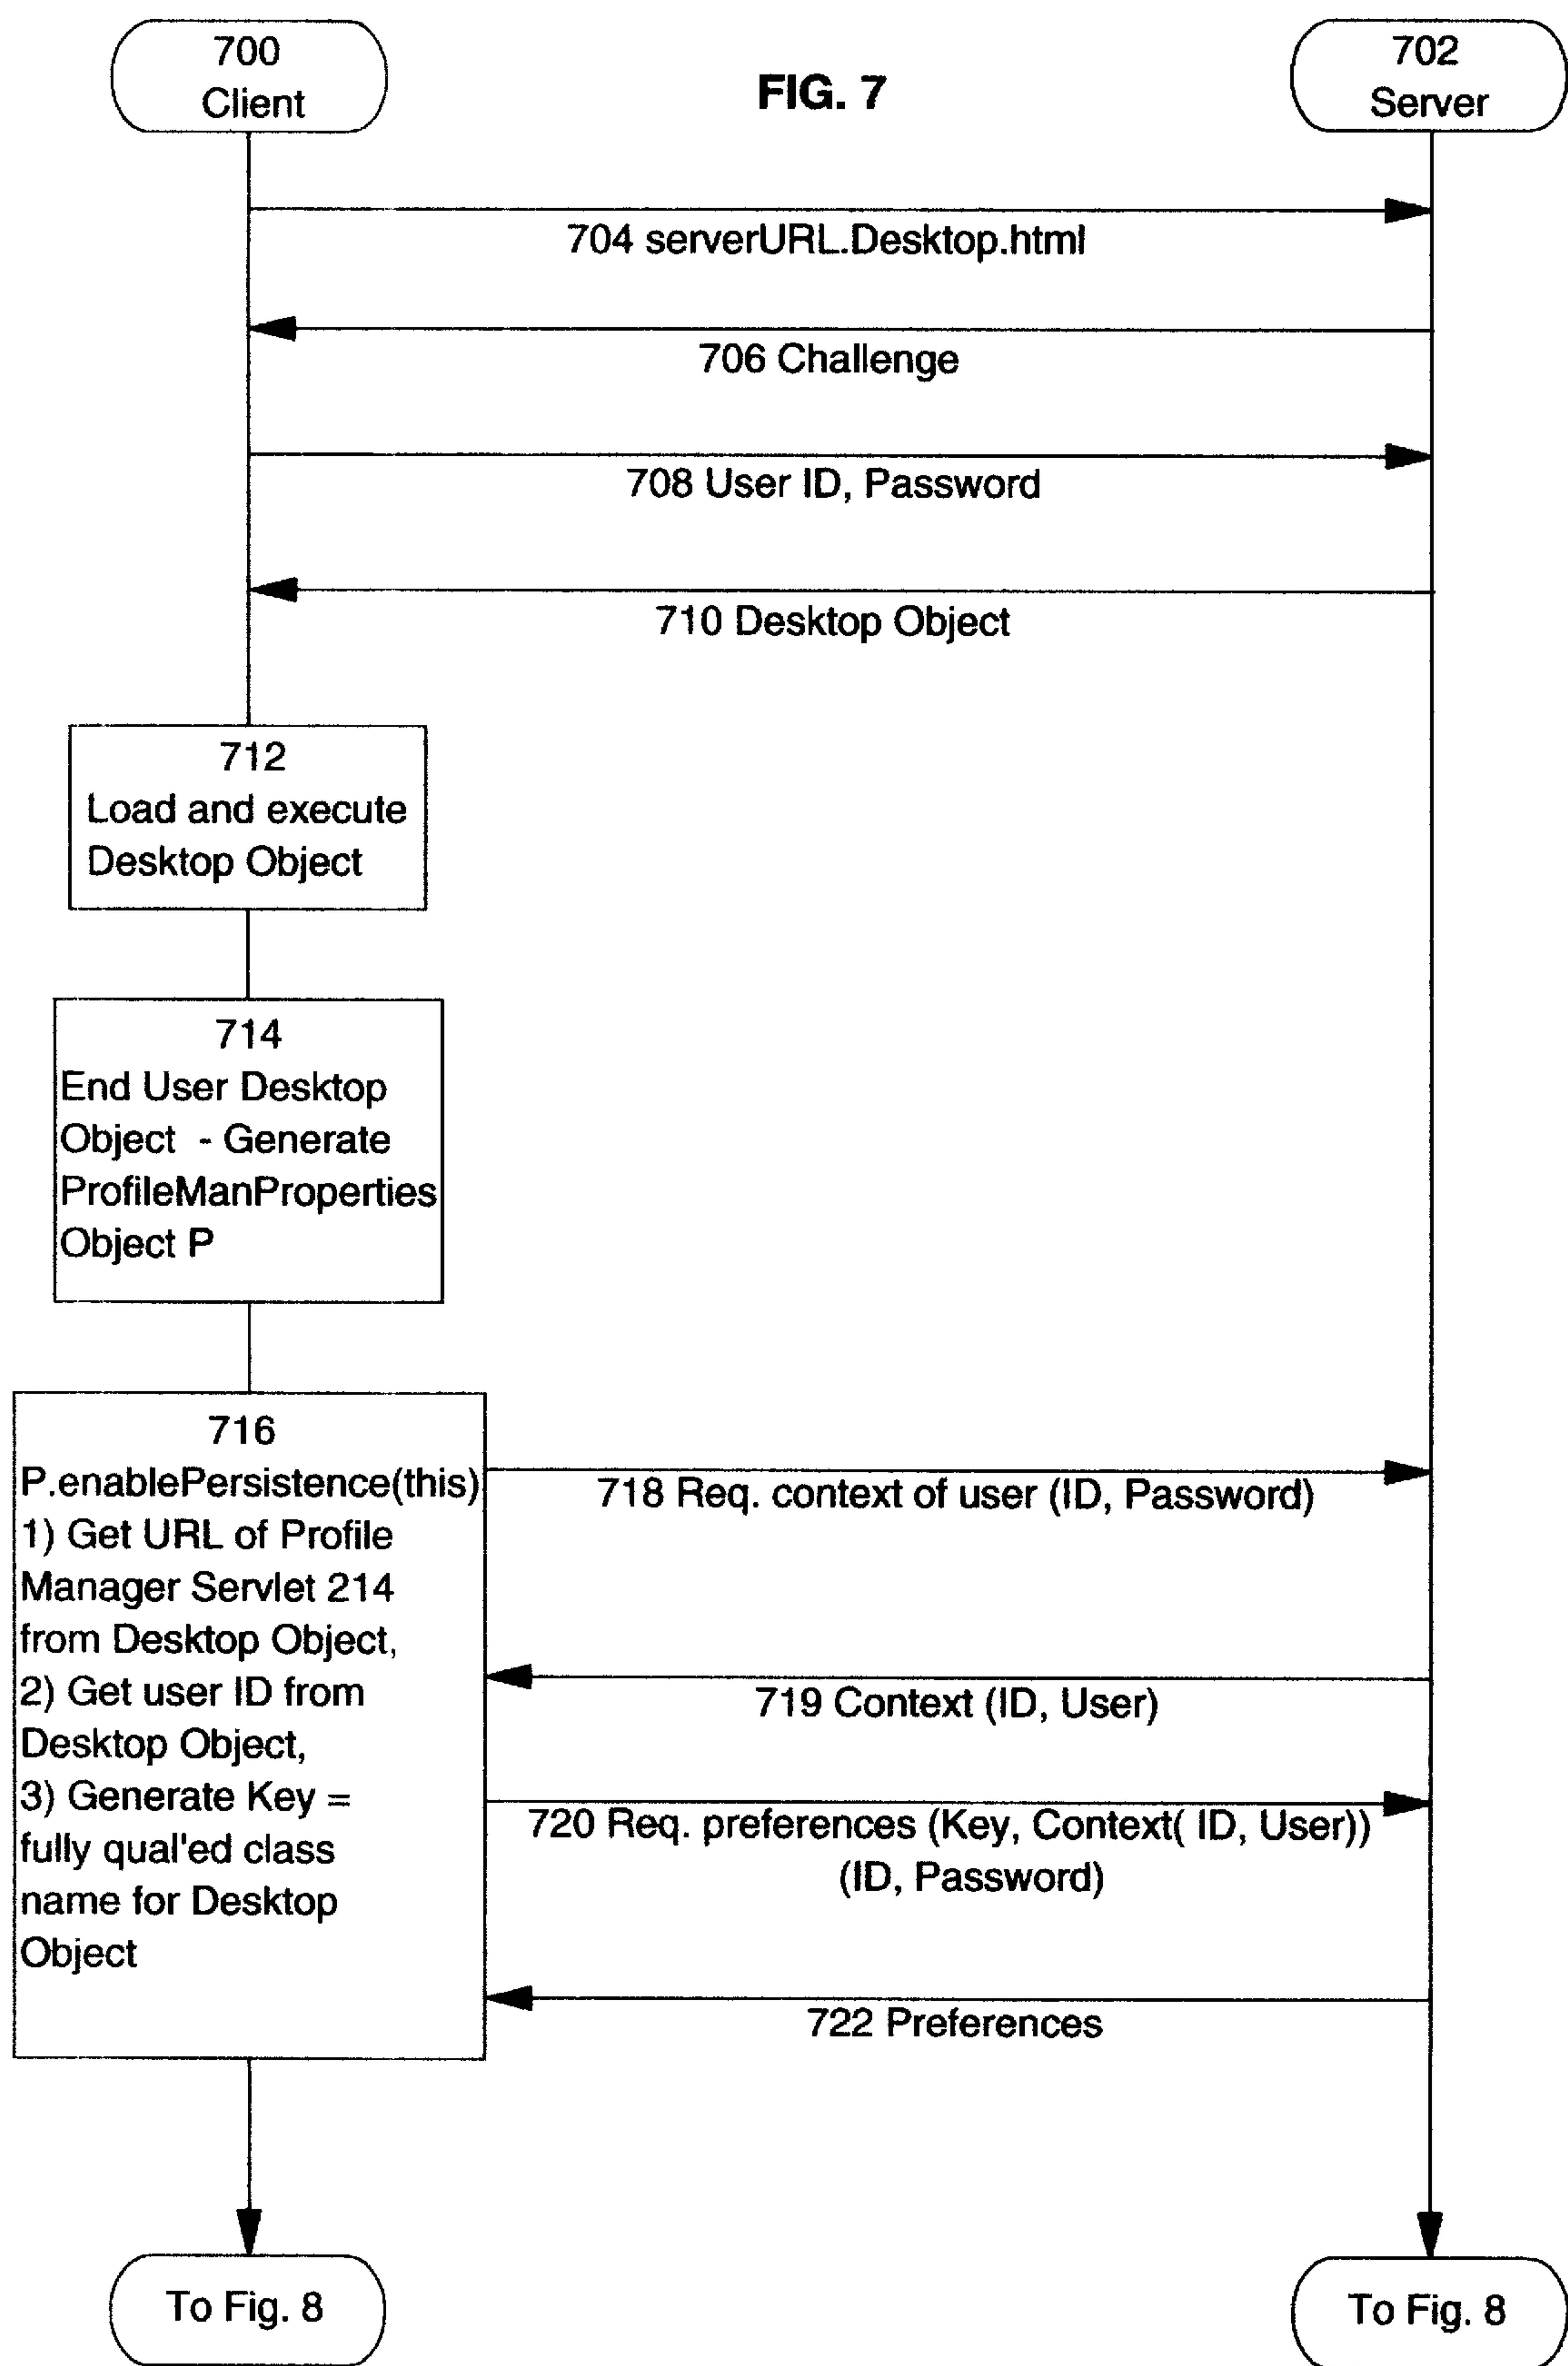 700
Client
FIG. 7
702
Server
704 serverURL.Desktop.html
706 Challenge
708 User ID, Password
710 Desktop Object
712
Load and execute
Desktop Object
714
End User Desktop
Object - Generate
ProfileManProperties
Object P
716
P.enablePersistence(this)
1) Get URL of Profile
Manager Servlet 214
from Desktop Object,
2) Get user ID from
Desktop Object,
3) Generate Key =
fully qual'ed class
name for Desktop
Object
718 Req. context of user (ID, Password)
719 Context (ID, User)
720 Req. preferences (Key, Context( ID, User))
(ID, Password)
722 Preferences
To Fig. 8
To Fig. 8